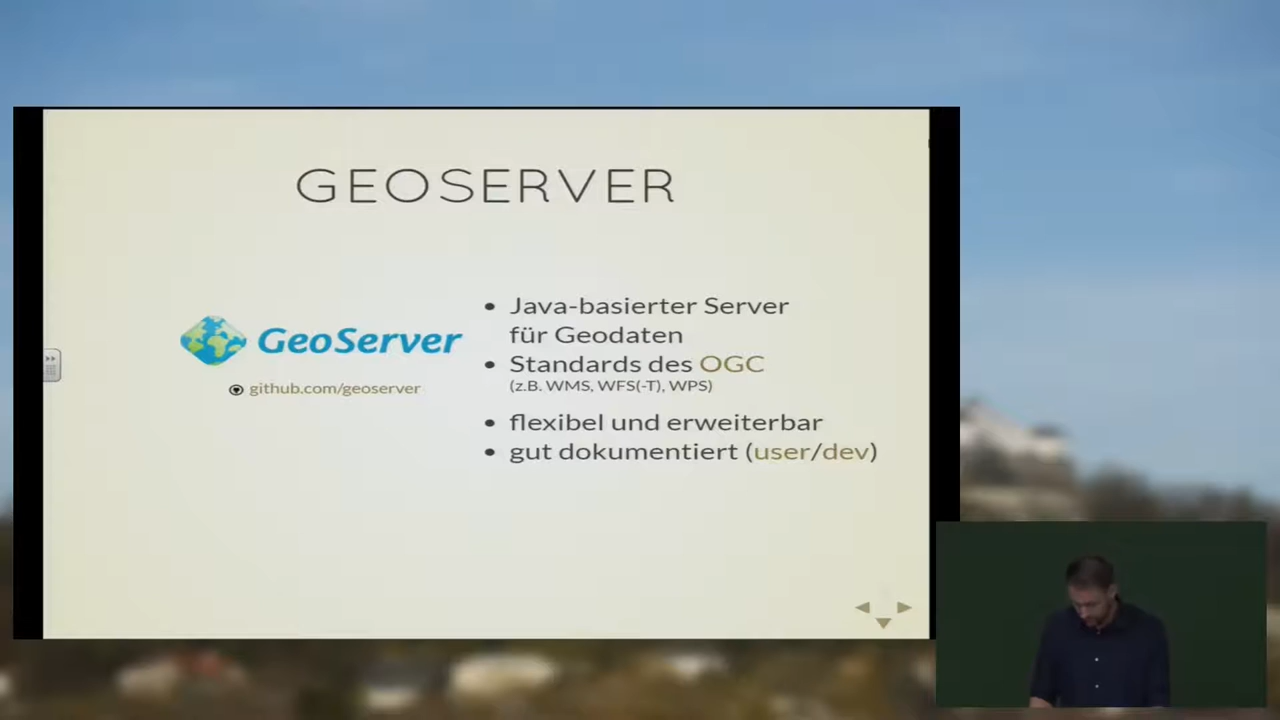 GEOSERVER
GeoServer
github.com/geoserver
• Java-basierter Server
für Geodaten
• Standards des OGC
(z.B. WMS, WFS(-T), WPS)
• flexibel und erweiterbar
• gut dokumentiert (user/dev)